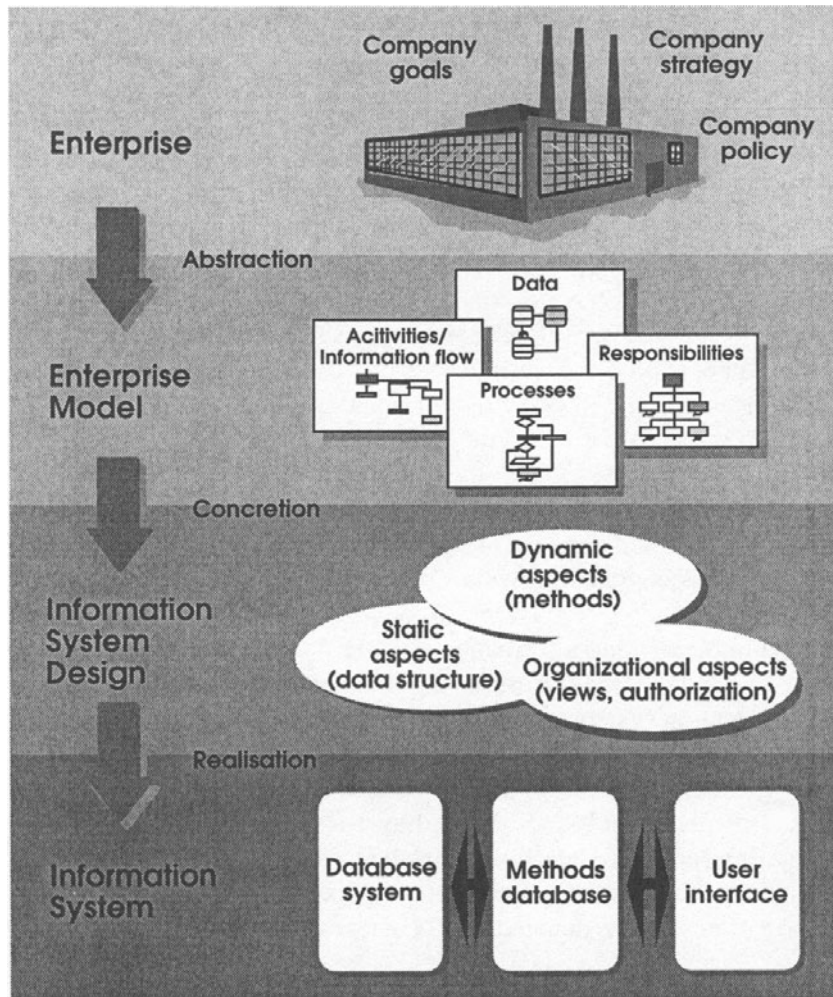 Company
goals
Company
strategy
Enterprise
Company
policy
Abstraction
Data
Acitivities/
Information flow
Responsibilities
Enterprise
Model
Processes
Concretion
Dynamic
aspects
(methods)
Information
System
Design
Static
aspects
(data structure)
Organizational aspects
(views, authorization)
Realisation
Information
System
Database
system
Methods
database
User
interface